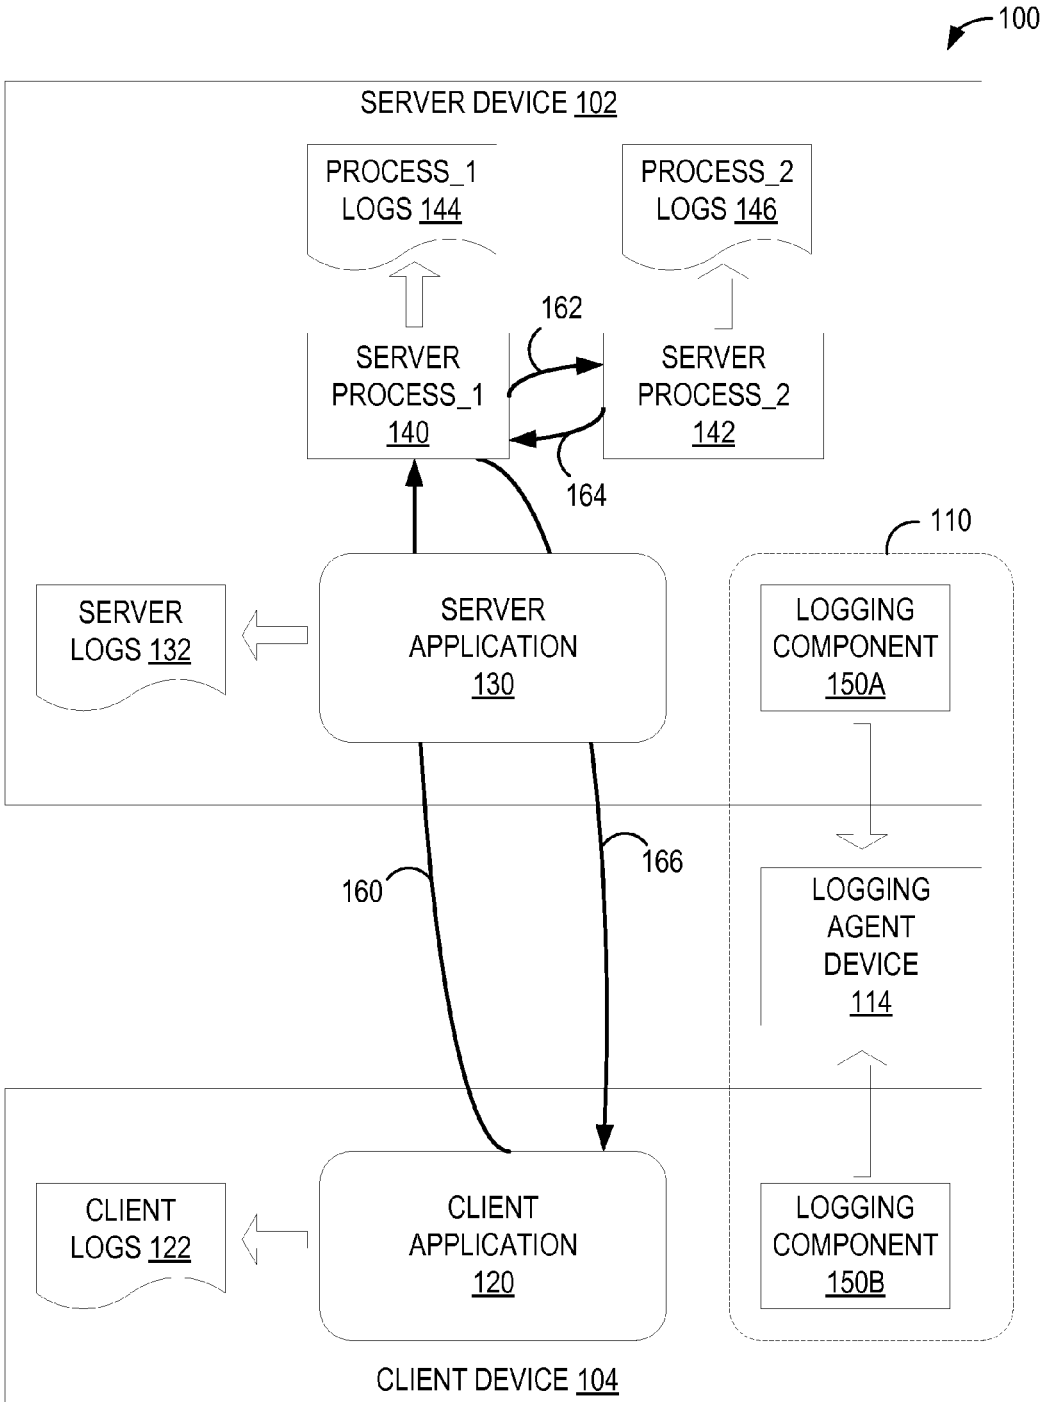 100
SERVER DEVICE 102
PROCESS_1
LOGS 144
PROCESS_2
LOGS 146
162
SERVER
PROCESS_1
140
SERVER
PROCESS_2
142
164
110
SERVER
LOGS 132
SERVER
APPLICATION
130
LOGGING
COMPONENT
150A
160
166
LOGGING
AGENT
DEVICE
114
CLIENT
LOGS 122
CLIENT
APPLICATION
120
LOGGING
COMPONENT
150B
CLIENT DEVICE 104